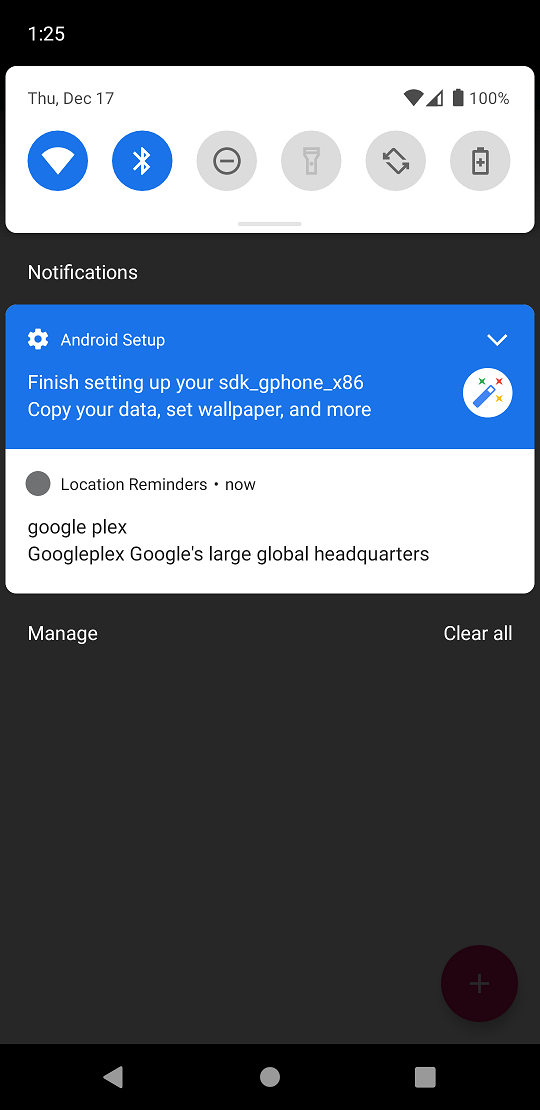 1:25
Thu, Dec 17
100%
Notifications
Android Setup
Finish setting up your sdk_gphone_x86
Copy your data, set wallpaper, and more
Location Reminders • now
google plex
Googleplex Google's large global headquarters
Manage
Clear all